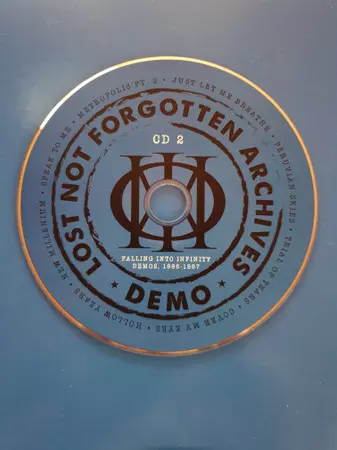 LOST NOT FORGOTTEN ARCHIVES
CD 2
FALLING INTO INFINITY
DEMOS, 1996-1997
• DEMO •
HOLLOW YEARS • NEW MILLENIUM • SPEAK TO ME • METROPOLIS PT. 2 • JUST LET ME BREATHE • PERUVIAN SKIES • TRIAL OF TEARS • COVER MY EYES •